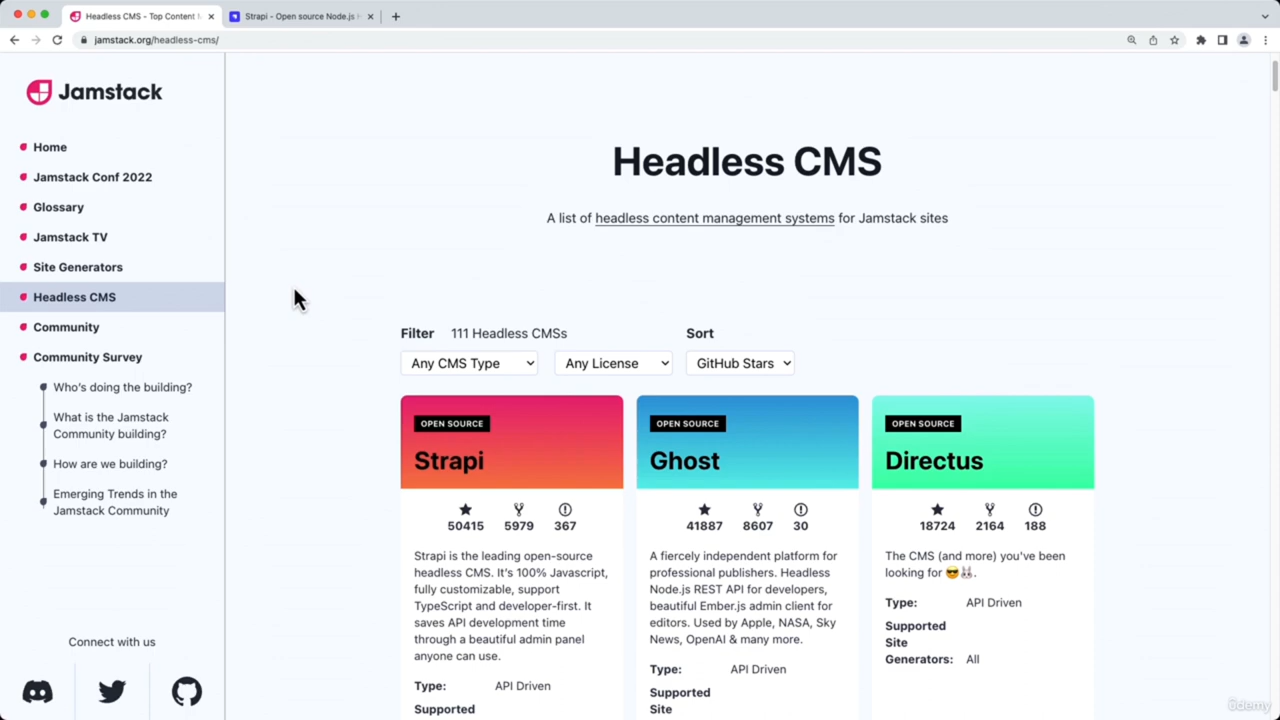 Headless CMS - Top Content M
Strapi - Open source Node.js H
jamstack.org/headless-cms/
Jamstack
Home
Jamstack Conf 2022
Glossary
Jamstack TV
Site Generators
Headless CMS
Community
Community Survey
Who's doing the building?
What is the Jamstack
Community building?
How are we building?
Emerging Trends in the
Jamstack Community
Connect with us
Headless CMS
A list of headless content management systems for Jamstack sites
Filter 111 Headless CMSs Sort
Any CMS Type Any License GitHub Stars
OPEN SOURCE
Strapi
50415 5979 367
Strapi is the leading open-source
headless CMS. It's 100% Javascript,
fully customizable, support
TypeScript and developer-first. It
saves API development time
through a beautiful admin panel
anyone can use.
Type: API Driven
Supported
OPEN SOURCE
Ghost
41887 8607 30
A fiercely independent platform for
professional publishers. Headless
Node.js REST API for developers,
beautiful Ember.js admin client for
editors. Used by Apple, NASA, Sky
News, OpenAI & many more.
Type: API Driven
Supported
Site
OPEN SOURCE
Directus
18724 2164 188
The CMS (and more) you've been
looking for 😎🐰.
Type: API Driven
Supported
Site
Generators: All
ûdemy